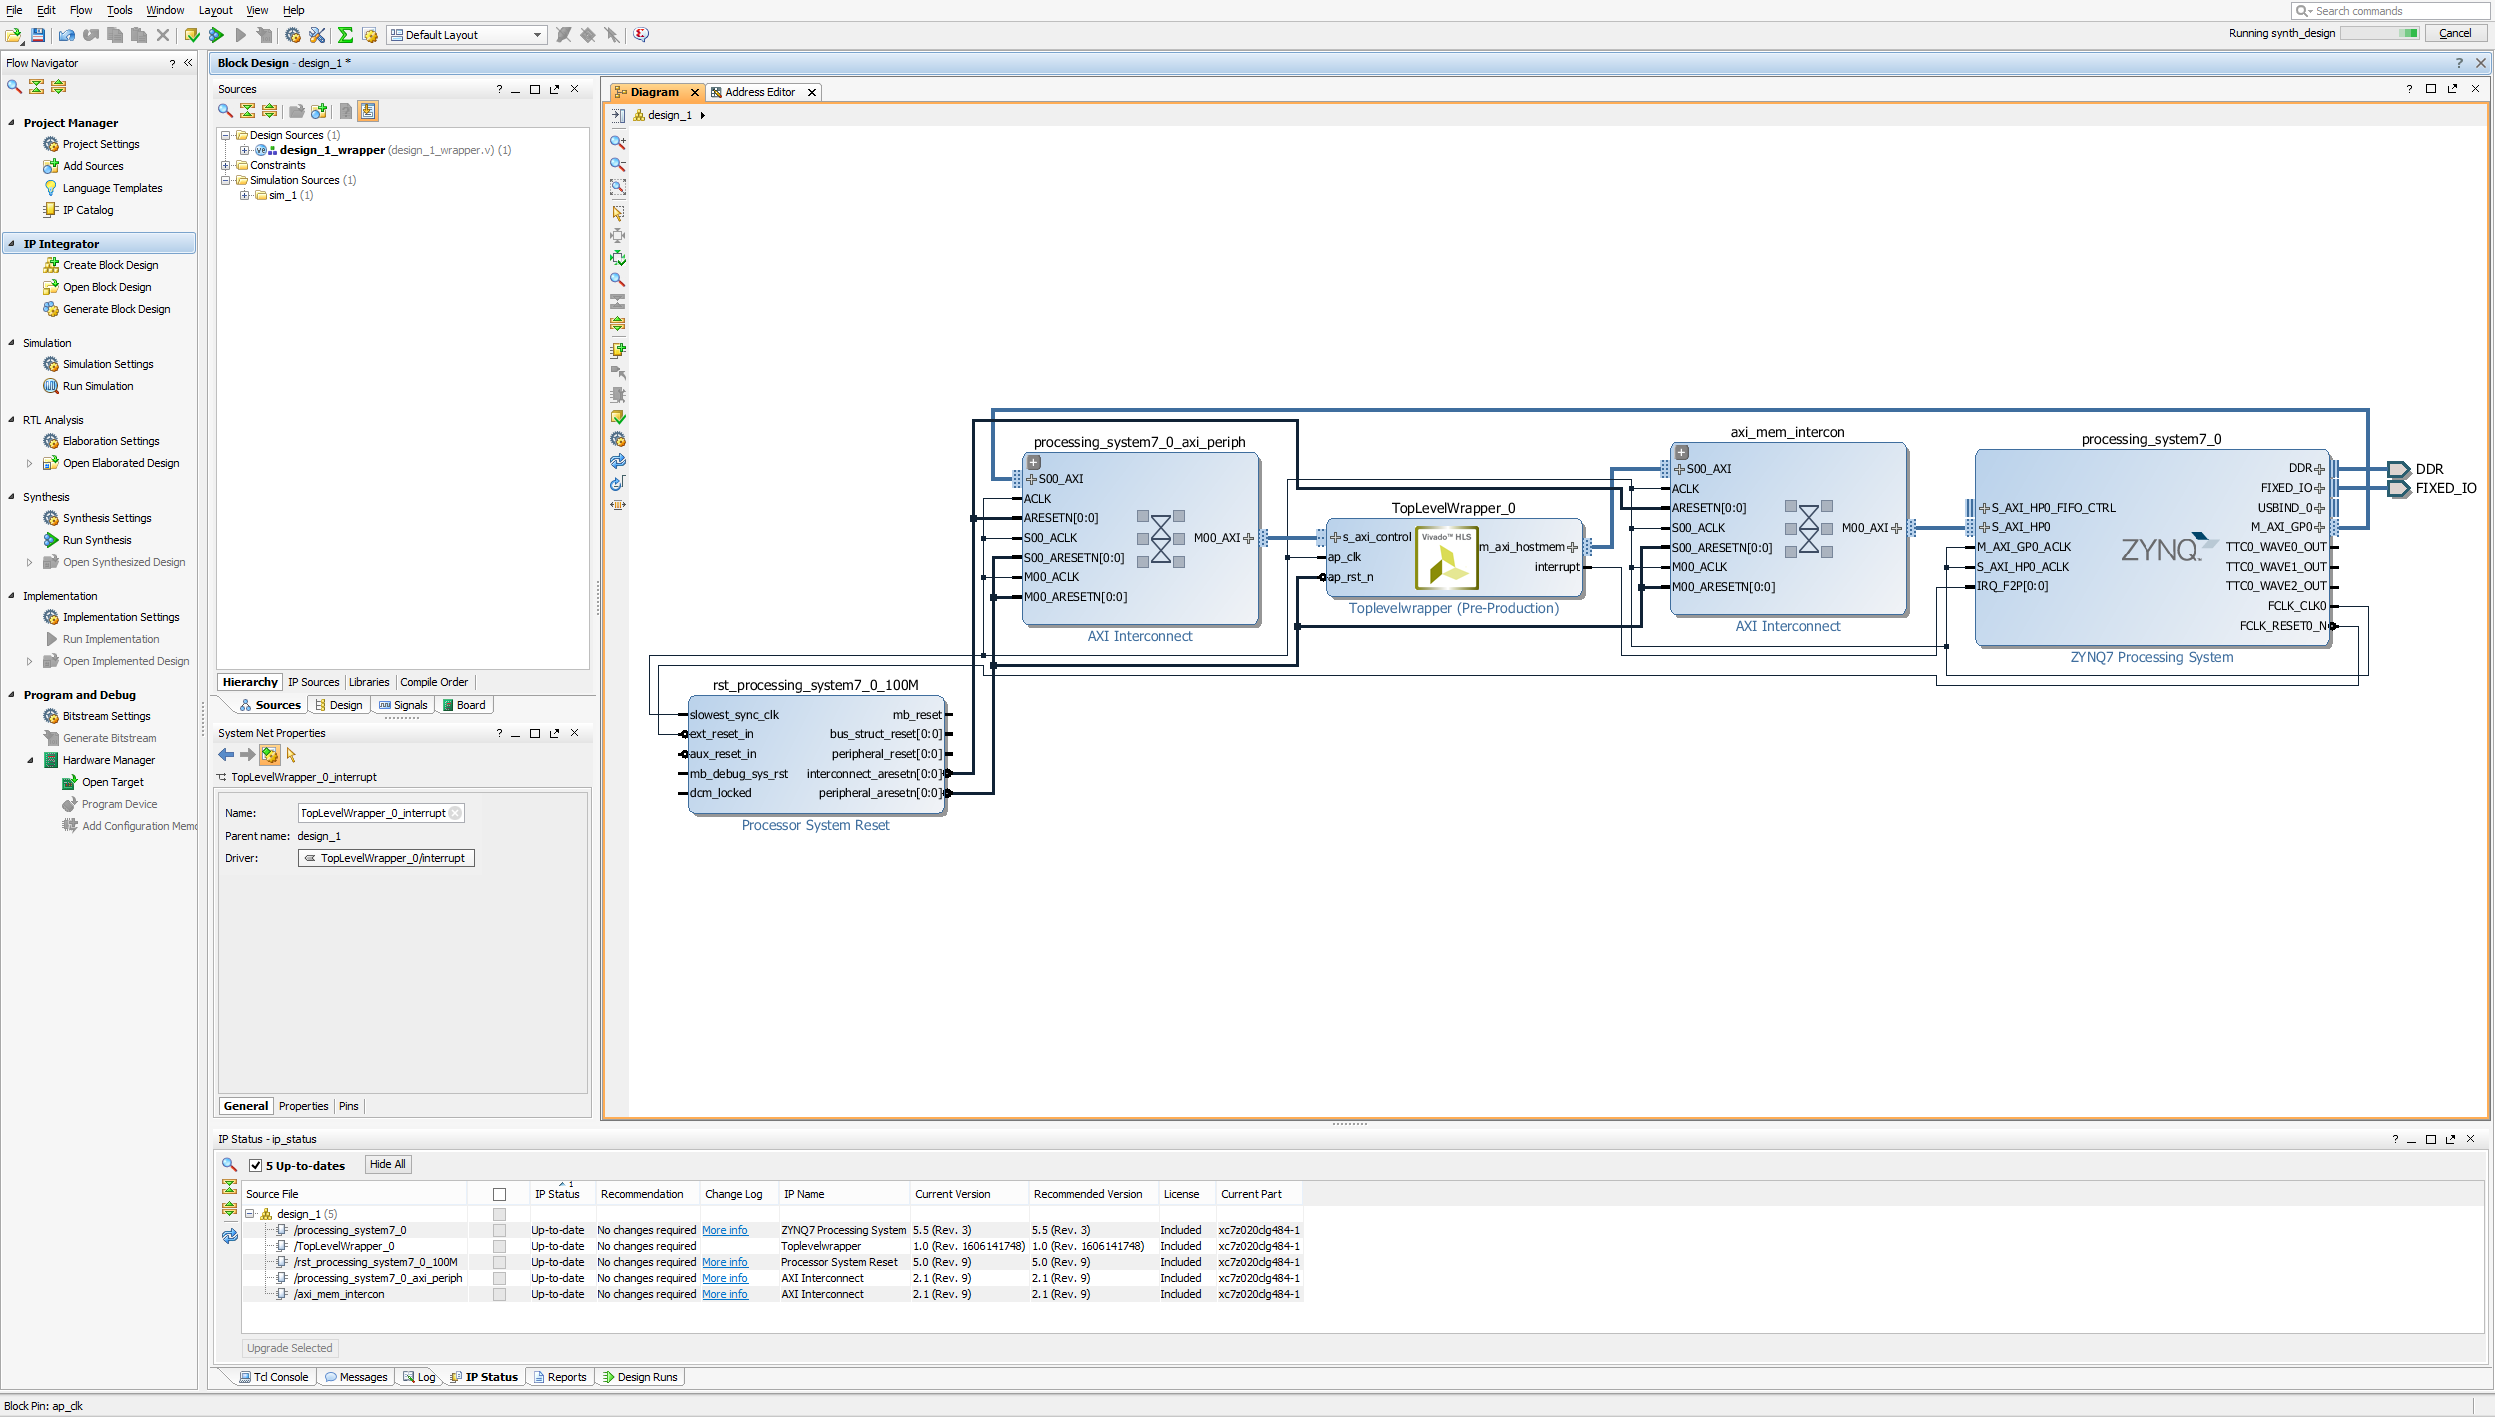 File Edit Flow Tools Window Layout View Help
Search commands
Default Layout
Running synth_design Cancel
Flow Navigator
Project Manager
Project Settings
Add Sources
Language Templates
IP Catalog
IP Integrator
Create Block Design
Open Block Design
Generate Block Design
Simulation
Simulation Settings
Run Simulation
RTL Analysis
Elaboration Settings
Open Elaborated Design
Synthesis
Synthesis Settings
Run Synthesis
Open Synthesized Design
Implementation
Implementation Settings
Run Implementation
Open Implemented Design
Program and Debug
Bitstream Settings
Generate Bitstream
Hardware Manager
Open Target
Program Device
Add Configuration Memo
Block Design - design_1 *
Sources
Design Sources (1)
design_1_wrapper (design_1_wrapper.v) (1)
Constraints
Simulation Sources (1)
sim_1 (1)
Hierarchy IP Sources Libraries Compile Order
Sources Design Signals Board
System Net Properties
TopLevelWrapper_0_interrupt
Name: TopLevelWrapper_0_interrupt
Parent name: design_1
Driver: TopLevelWrapper_0/interrupt
General Properties Pins
Diagram Address Editor
design_1
processing_system7_0_axi_periph
S00_AXI
ACLK
ARESETN[0:0]
S00_ACLK
S00_ARESETN[0:0]
M00_ACLK
M00_ARESETN[0:0]
M00_AXI
AXI Interconnect
TopLevelWrapper_0
s_axi_control
ap_clk
ap_rst_n
Vivado™ HLS
m_axi_hostmem
interrupt
Toplevelwrapper (Pre-Production)
axi_mem_intercon
S00_AXI
ACLK
ARESETN[0:0]
S00_ACLK
S00_ARESETN[0:0]
M00_ACLK
M00_ARESETN[0:0]
M00_AXI
AXI Interconnect
processing_system7_0
S_AXI_HP0_FIFO_CTRL
S_AXI_HP0
M_AXI_GP0_ACLK
S_AXI_HP0_ACLK
IRQ_F2P[0:0]
ZYNQ
DDR
FIXED_IO
USBIND_0
M_AXI_GP0
TTC0_WAVE0_OUT
TTC0_WAVE1_OUT
TTC0_WAVE2_OUT
FCLK_CLK0
FCLK_RESET0_N
ZYNQ7 Processing System
DDR
FIXED_IO
rst_processing_system7_0_100M
slowest_sync_clk
ext_reset_in
aux_reset_in
mb_debug_sys_rst
dcm_locked
mb_reset
bus_struct_reset[0:0]
peripheral_reset[0:0]
interconnect_aresetn[0:0]
peripheral_aresetn[0:0]
Processor System Reset
IP Status - ip_status
5 Up-to-dates Hide All
Source File IP Status 1 Recommendation Change Log IP Name Current Version Recommended Version License Current Part
design_1 (5)
/processing_system7_0 Up-to-date No changes required More info ZYNQ7 Processing System 5.5 (Rev. 3) 5.5 (Rev. 3) Included xc7z020clg484-1
/TopLevelWrapper_0 Up-to-date No changes required Toplevelwrapper 1.0 (Rev. 1606141748) 1.0 (Rev. 1606141748) Included xc7z020clg484-1
/rst_processing_system7_0_100M Up-to-date No changes required More info Processor System Reset 5.0 (Rev. 9) 5.0 (Rev. 9) Included xc7z020clg484-1
/processing_system7_0_axi_periph Up-to-date No changes required More info AXI Interconnect 2.1 (Rev. 9) 2.1 (Rev. 9) Included xc7z020clg484-1
/axi_mem_intercon Up-to-date No changes required More info AXI Interconnect 2.1 (Rev. 9) 2.1 (Rev. 9) Included xc7z020clg484-1
Upgrade Selected
Tcl Console Messages Log IP Status Reports Design Runs
Block Pin: ap_clk